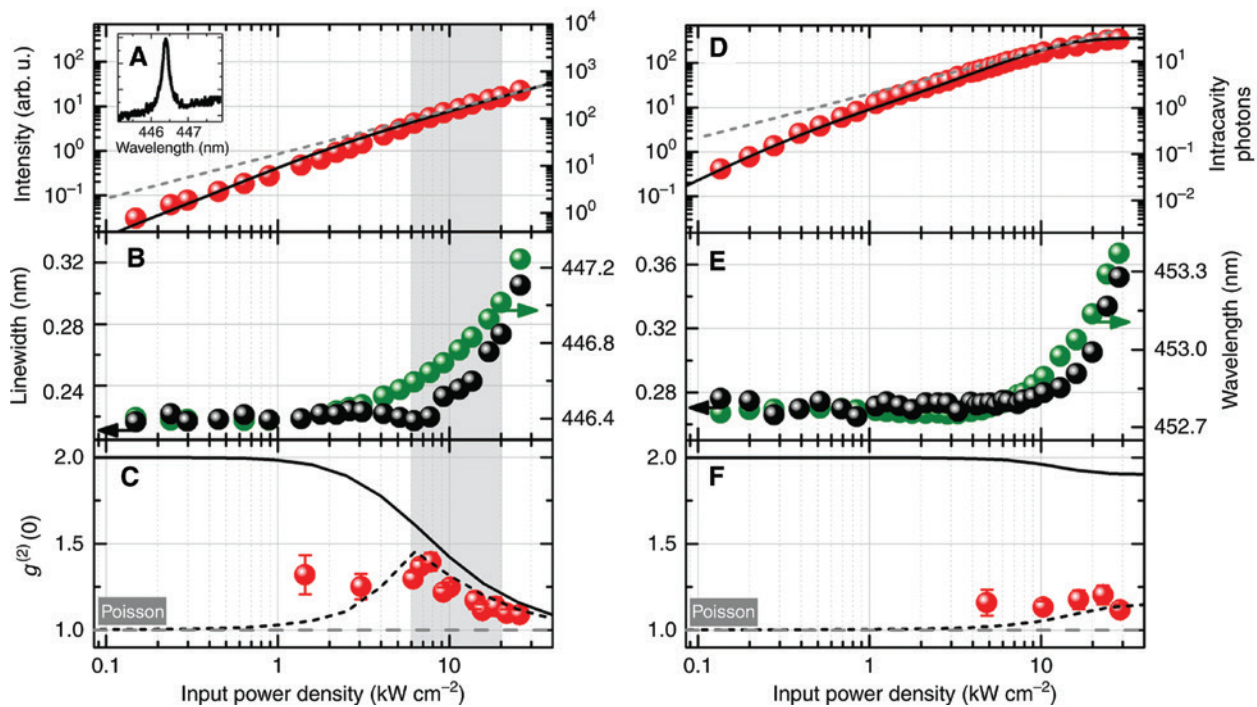 Intensity (arb. u.)
10²
10¹
10⁰
10⁻¹
A
446 447
Wavelength (nm)
10⁴
10³
10²
10¹
10⁰
D
10²
10¹
10⁰
10⁻¹
10¹
10⁰
10⁻¹
10⁻²
Intracavity
photons
Linewidth (nm)
0.32
0.28
0.24
B
447.2
446.8
446.4
0.36
0.32
0.28
E
453.3
453.0
452.7
Wavelength (nm)
g⁽²⁾(0)
2.0
1.5
1.0
C
Poisson
0.1 1 10
Input power density (kW cm⁻²)
2.0
1.5
1.0
F
Poisson
0.1 1 10
Input power density (kW cm⁻²)